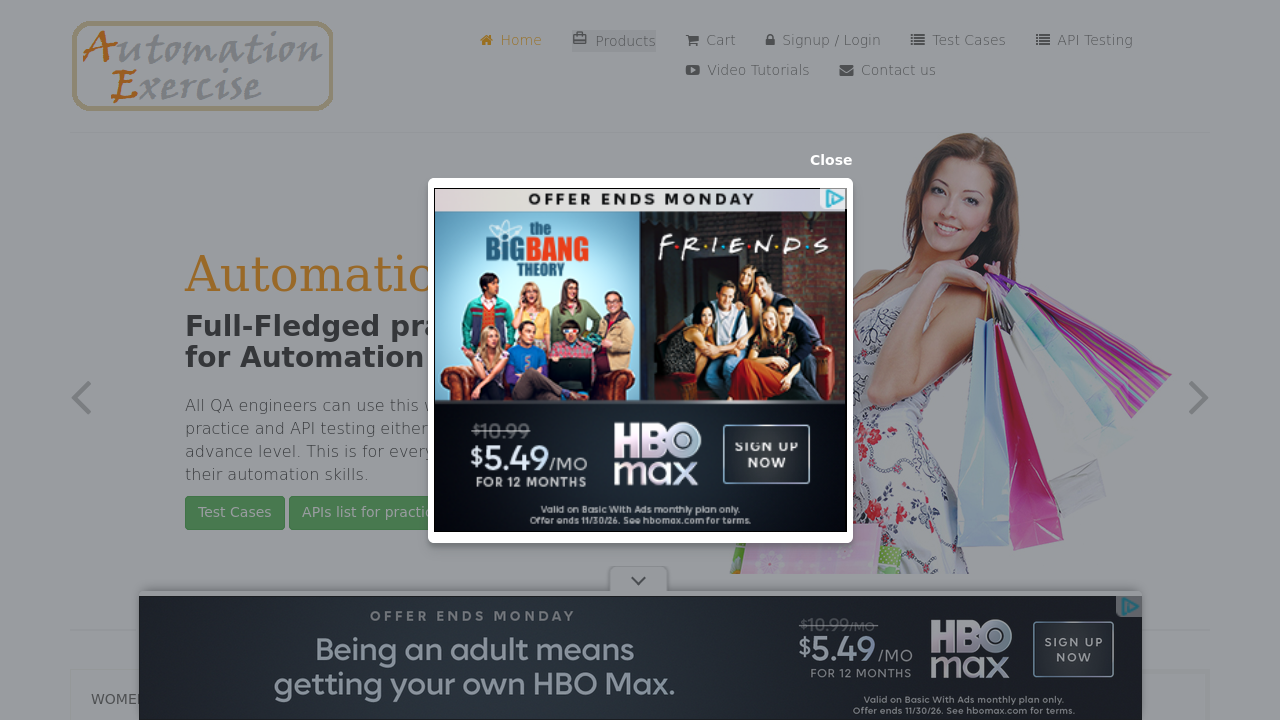 Automation
Exercise
Home
Products
Cart
Signup / Login
Test Cases
API Testing
Video Tutorials
Contact us
Close
OFFER ENDS MONDAY
the
BIG BANG
THEORY
F·R·I·E·N·D·S
$10.99
$5.49/MO
FOR 12 MONTHS
HBO
max
SIGN UP
NOW
Valid on Basic With Ads monthly plan only.
Offer ends 11/30/26. See hbomax.com for terms.
Full-Fledged
for Automation
All QA engineers can use this
practice and API testing either
advance level. This is for
their automation skills.
Test Cases
APIs list for
OFFER ENDS MONDAY
Being an adult means
getting your own HBO Max.
$10.99/MO
$5.49/MO
FOR 12 MONTHS
HBO
max
SIGN UP
NOW
Valid on Basic With Ads monthly plan only.
Offer ends 11/30/26. See hbomax.com for terms.